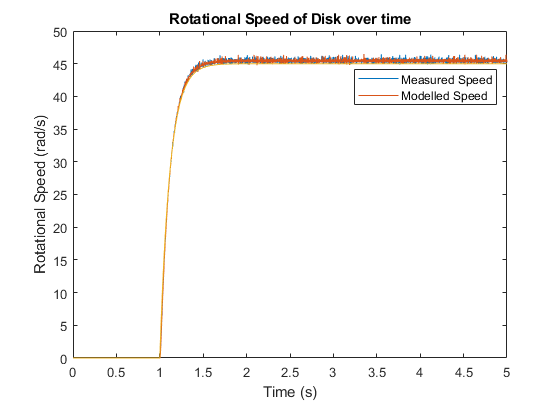 Rotational Speed of Disk over time
50
45
40
35
30
25
20
15
10
5
0
Rotational Speed (rad/s)
Measured Speed
Modelled Speed
0 0.5 1 1.5 2 2.5 3 3.5 4 4.5 5
Time (s)